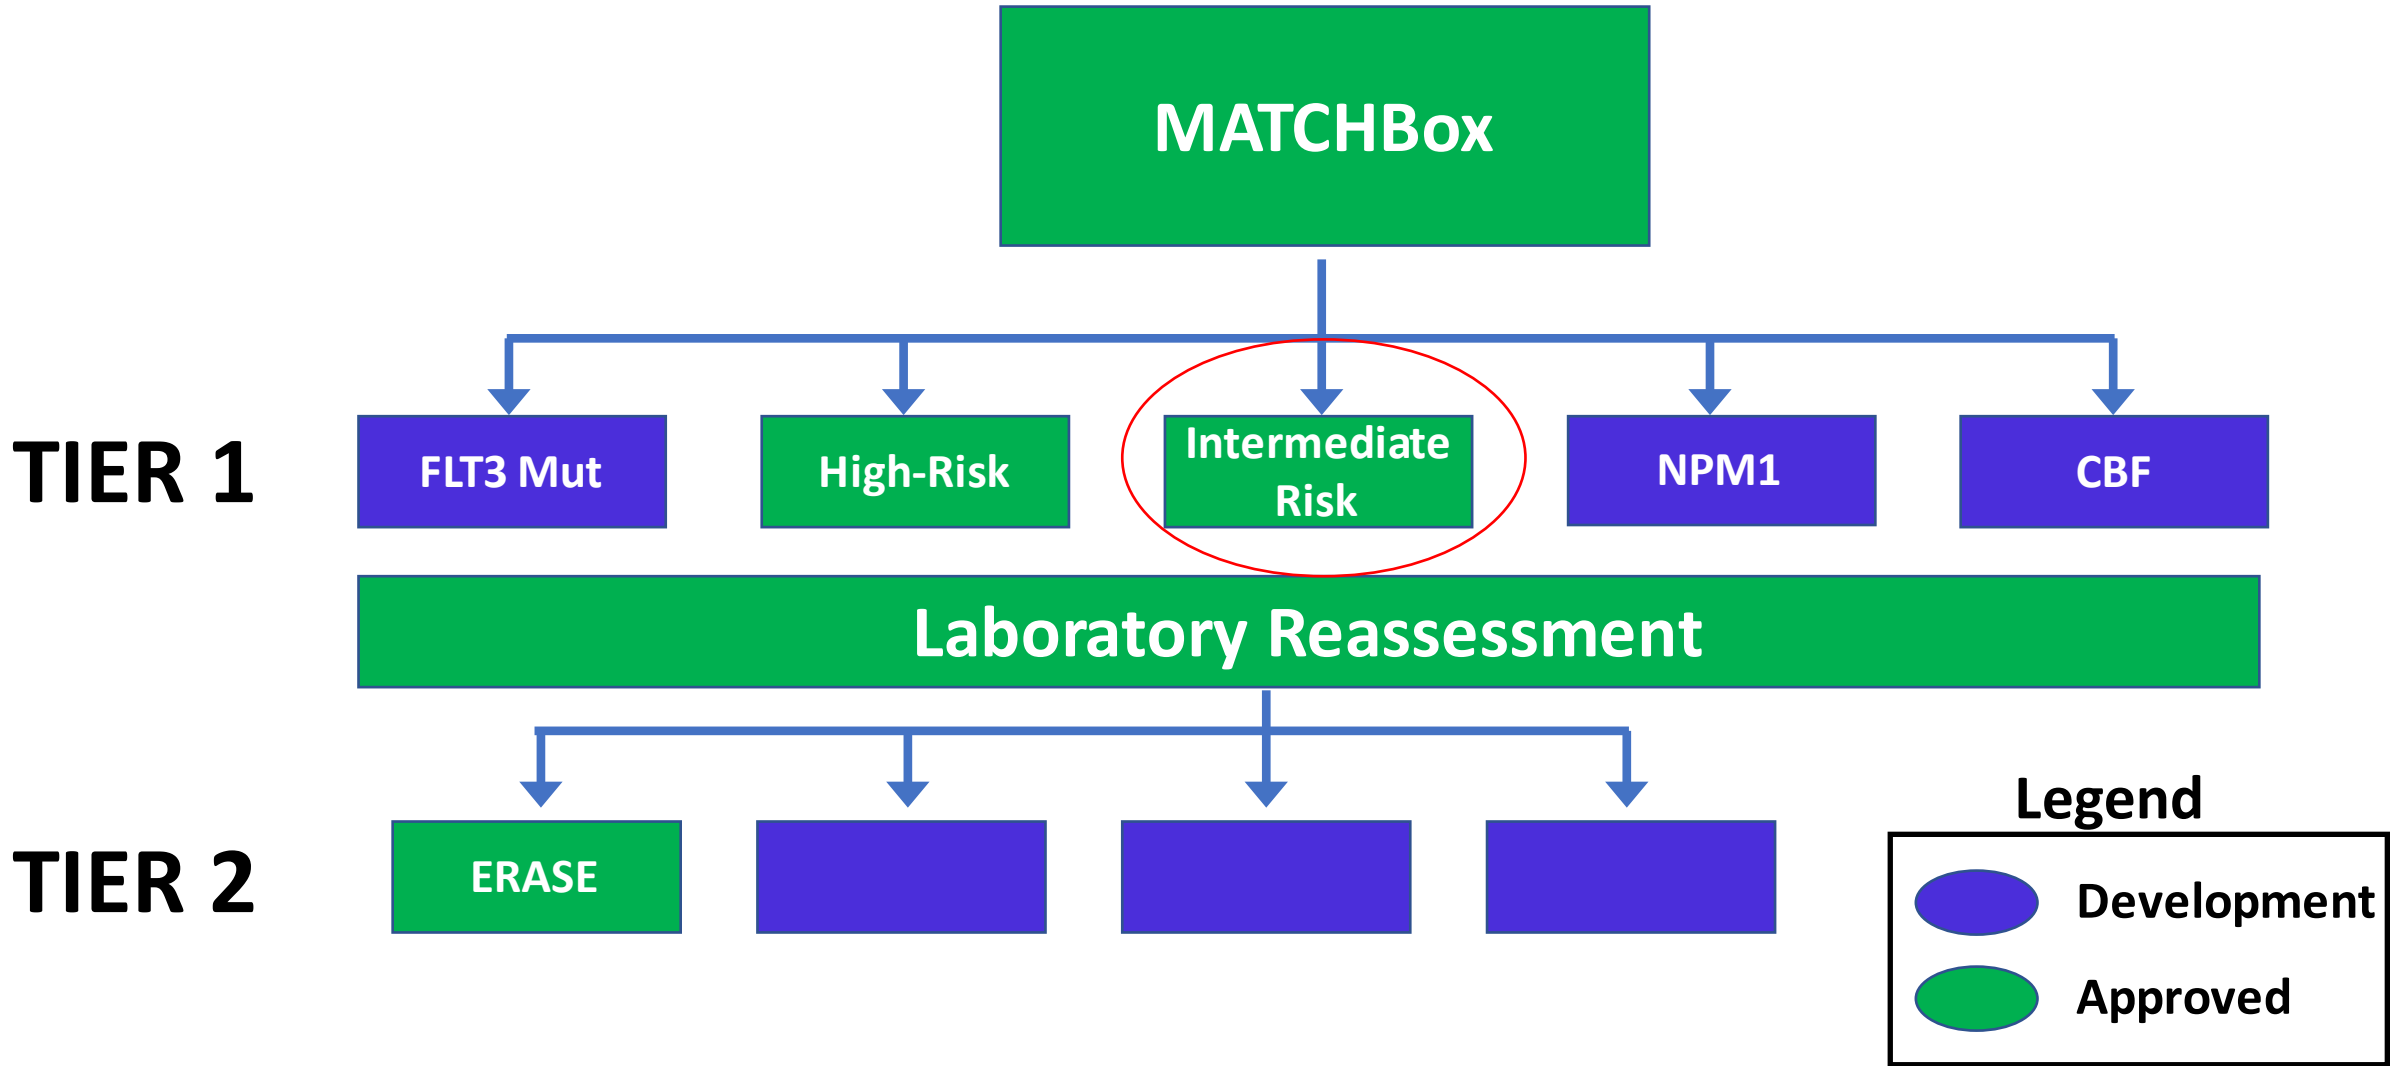 MATCHBox
TIER 1
FLT3 Mut
High-Risk
Intermediate
Risk
NPM1
CBF
Laboratory Reassessment
TIER 2
ERASE
Legend
Development
Approved